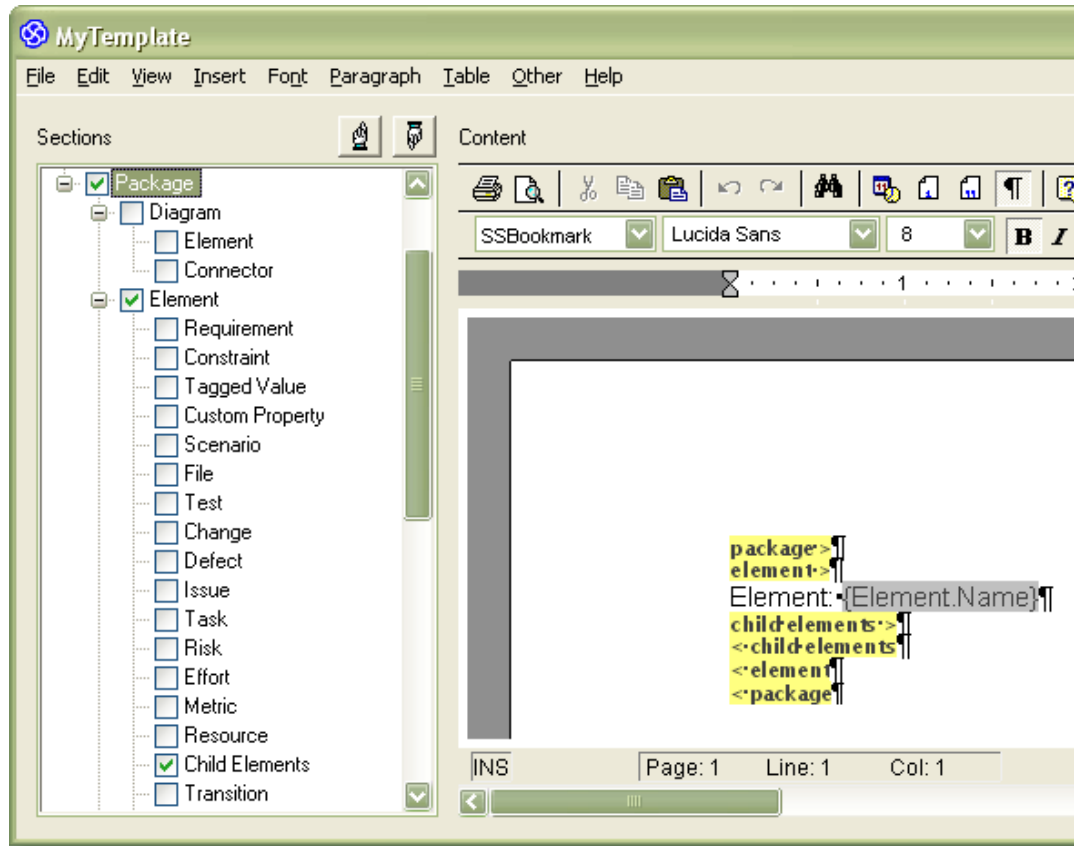 MyTemplate
File Edit View Insert Font Paragraph Table Other Help
Sections
Content
Package
Diagram
Element
Connector
Element
Requirement
Constraint
Tagged Value
Custom Property
Scenario
File
Test
Change
Defect
Issue
Task
Risk
Effort
Metric
Resource
Child Elements
Transition
SSBookmark Lucida Sans 8 B I
1
package·>¶
element·>¶
Element:·{Element.Name}¶
child·elements·>¶
<·child·elements¶
<·element¶
<·package¶
INS Page: 1 Line: 1 Col: 1